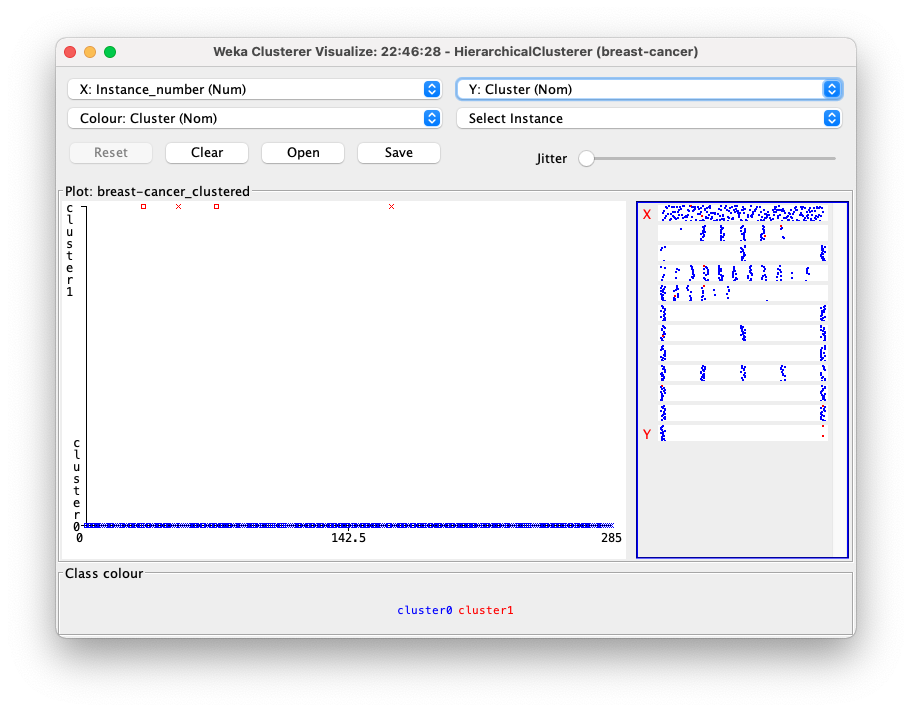 Weka Clusterer Visualize: 22:46:28 - HierarchicalClusterer (breast-cancer)
X: Instance_number (Num)
Y: Cluster (Nom)
Colour: Cluster (Nom)
Select Instance
Reset
Clear
Open
Save
Jitter
Plot: breast-cancer_clustered
cluster1
cluster0
0
142.5
285
X
Y
Class colour
cluster0 cluster1